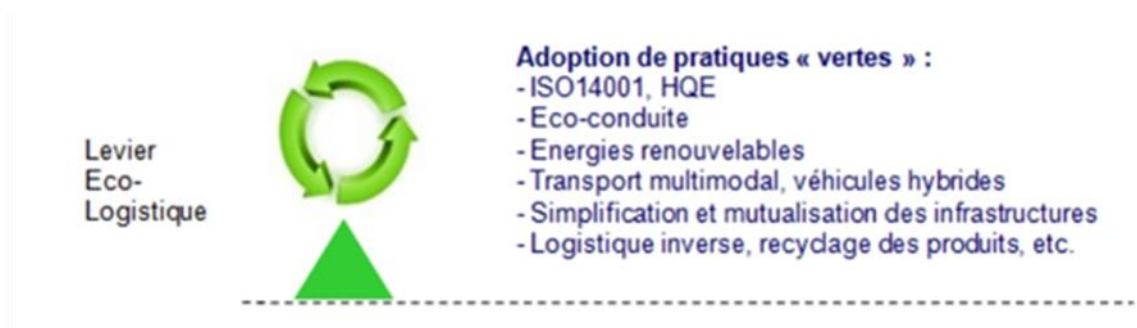 Levier
Eco-
Logistique
Adoption de pratiques « vertes » :
- ISO14001, HQE
- Eco-conduite
- Energies renouvelables
- Transport multimodal, véhicules hybrides
- Simplification et mutualisation des infrastructures
- Logistique inverse, recyclage des produits, etc.